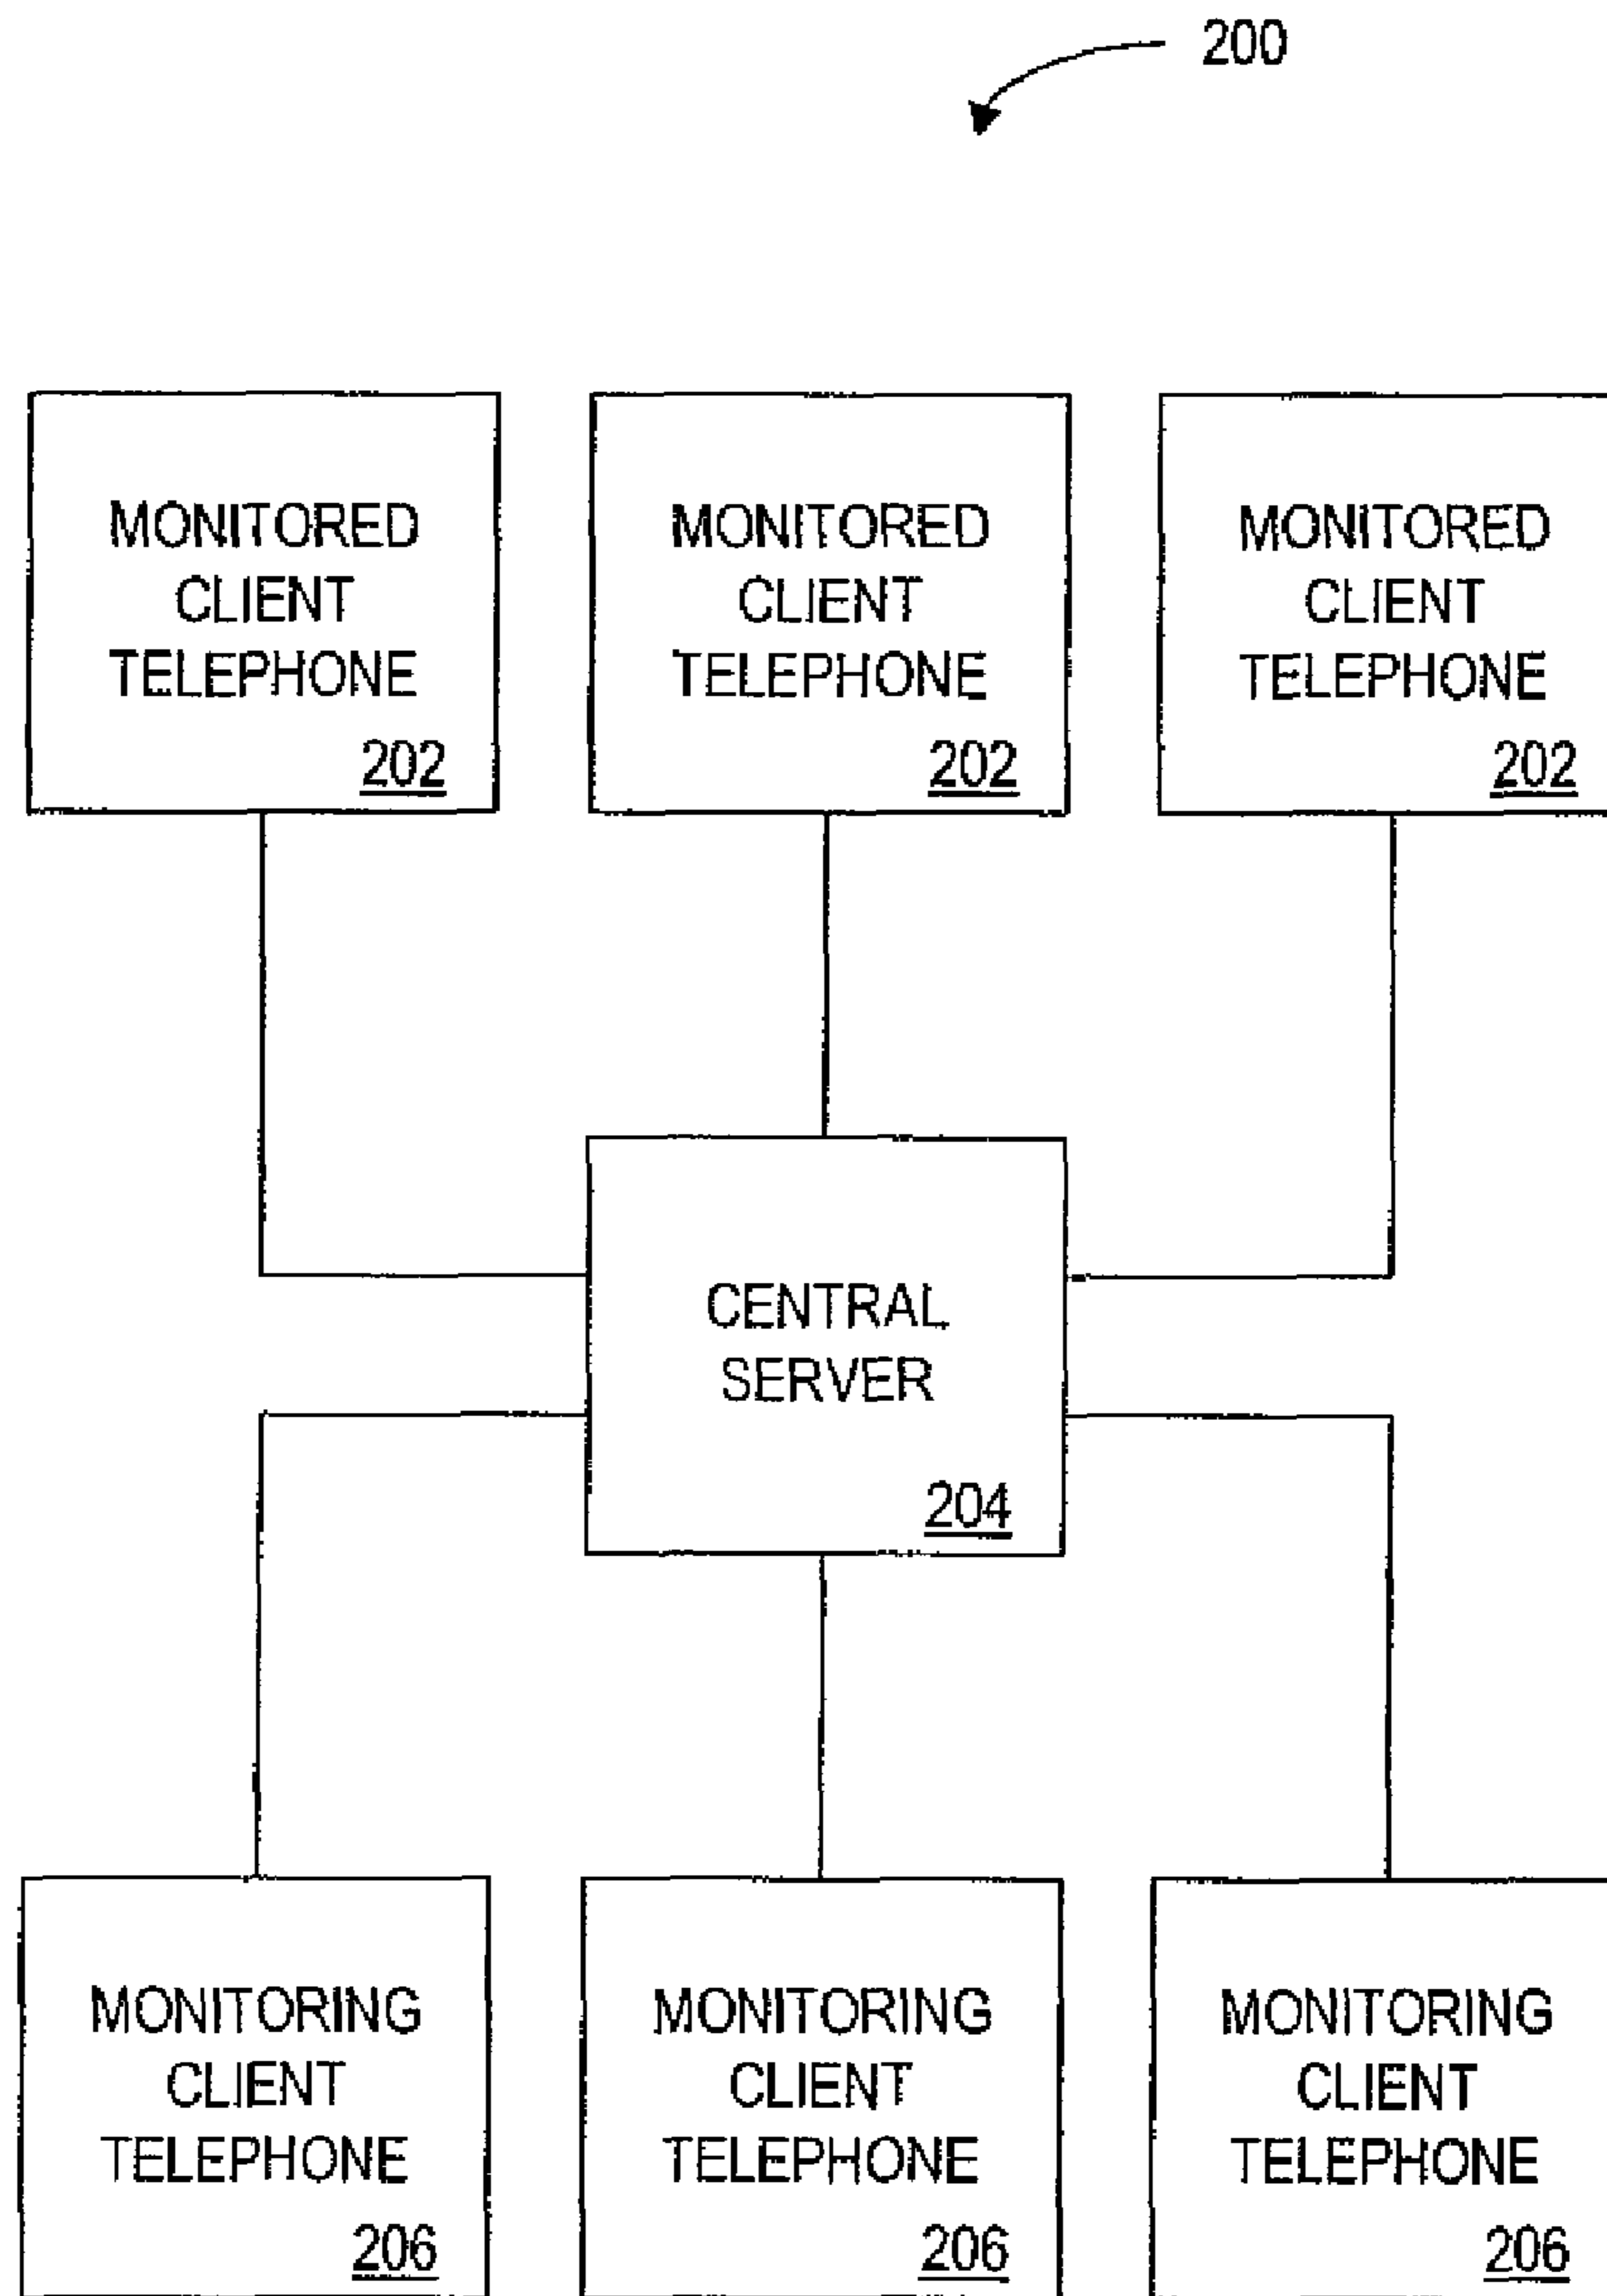 200
MONITORED
CLIENT
TELEPHONE
202
MONITORED
CLIENT
TELEPHONE
202
MONITORED
CLIENT
TELEPHONE
202
CENTRAL
SERVER
204
MONITORING
CLIENT
TELEPHONE
206
MONITORING
CLIENT
TELEPHONE
206
MONITORING
CLIENT
TELEPHONE
206